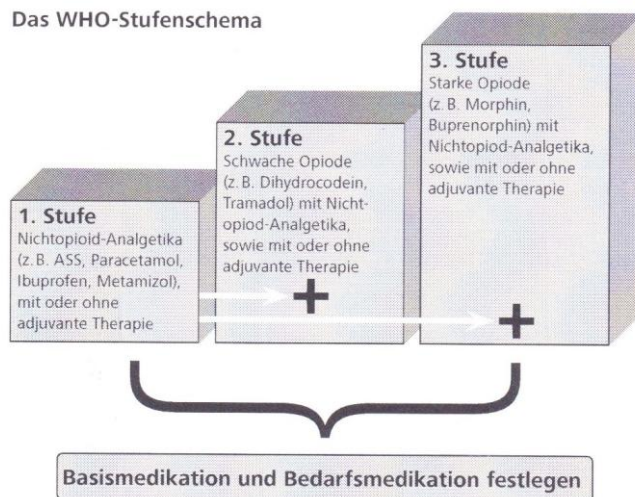 Das WHO-Stufenschema
1. Stufe
Nichtopioid-Analgetika
(z. B. ASS, Paracetamol,
Ibuprofen, Metamizol),
mit oder ohne
adjuvante Therapie
2. Stufe
Schwache Opiode
(z. B. Dihydrocodein,
Tramadol) mit Nicht-
opiod-Analgetika,
sowie mit oder ohne
adjuvante Therapie
+
3. Stufe
Starke Opiode
(z. B. Morphin,
Buprenorphin) mit
Nichtopiod-Analgetika,
sowie mit oder ohne
adjuvante Therapie
+
Basismedikation und Bedarfsmedikation festlegen